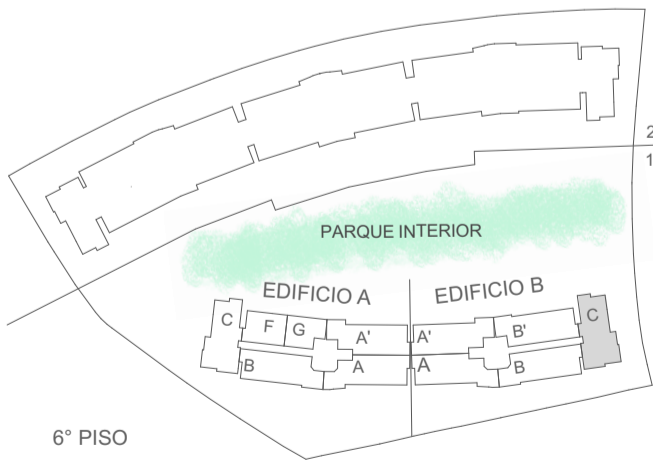 2
1
PARQUE INTERIOR
EDIFICIO A
EDIFICIO B
C
F
G
A'
A'
B'
C
B
A
A
B
6° PISO